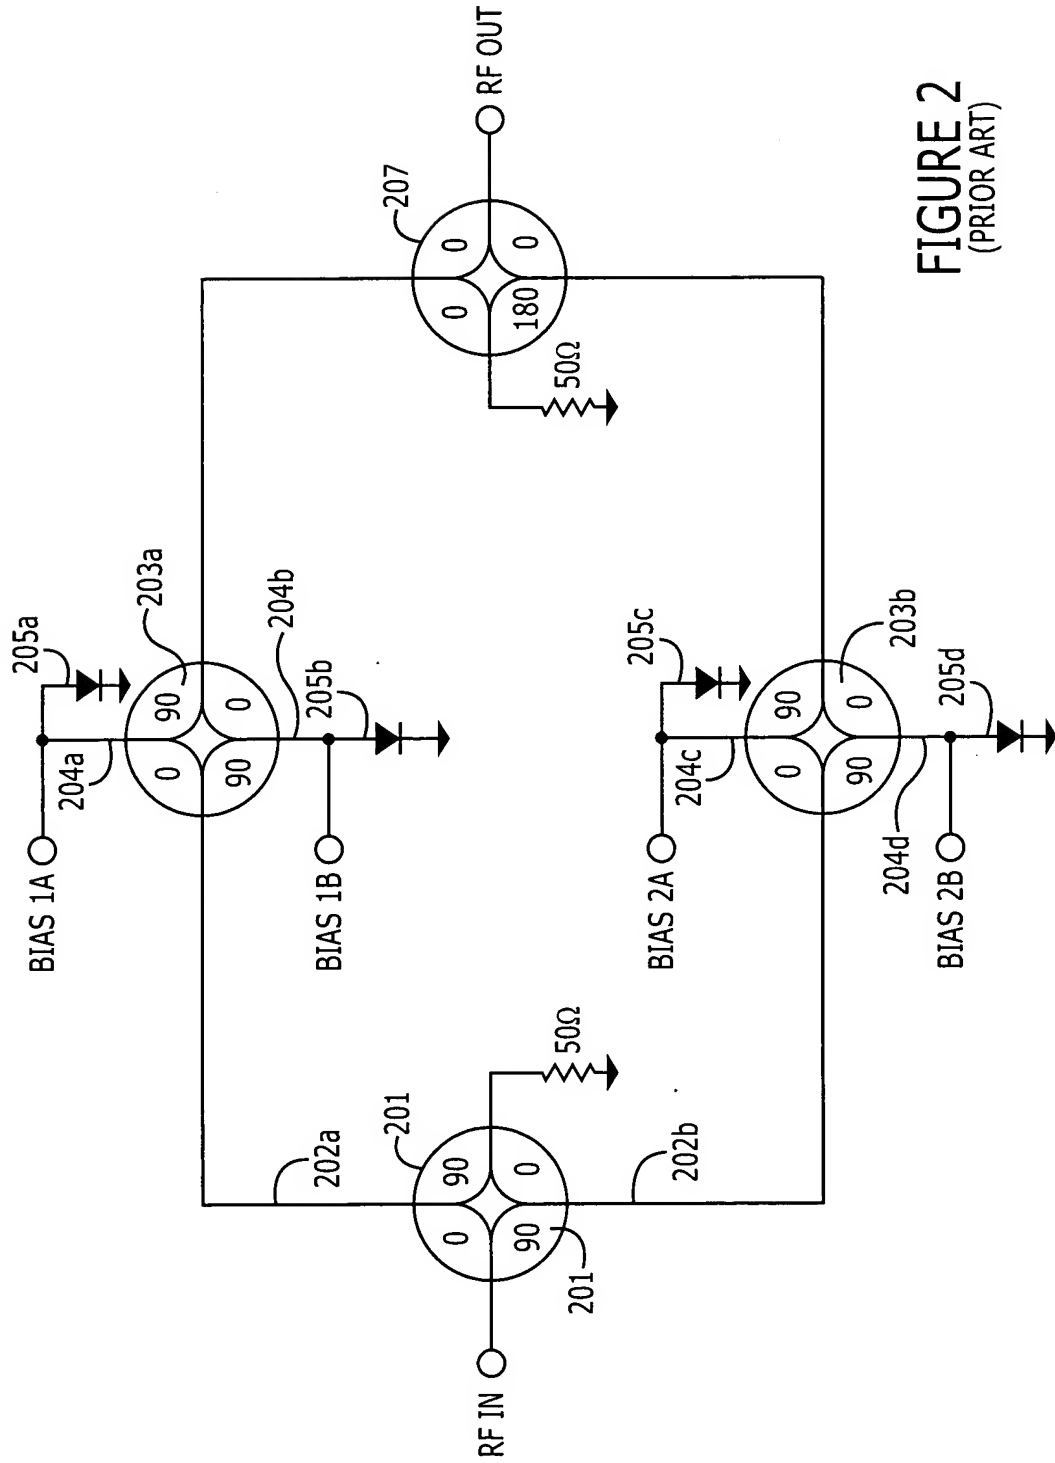 BIAS 1A
204a
205a
0
90
90
0
203a
204b
BIAS 1B
205b
202a
RF IN
0
90
90
0
201
201
50Ω
202b
207
0
0
180
0
50Ω
RF OUT
BIAS 2A
204c
205c
0
90
90
0
203b
BIAS 2B
204d
205d
FIGURE 2
(PRIOR ART)